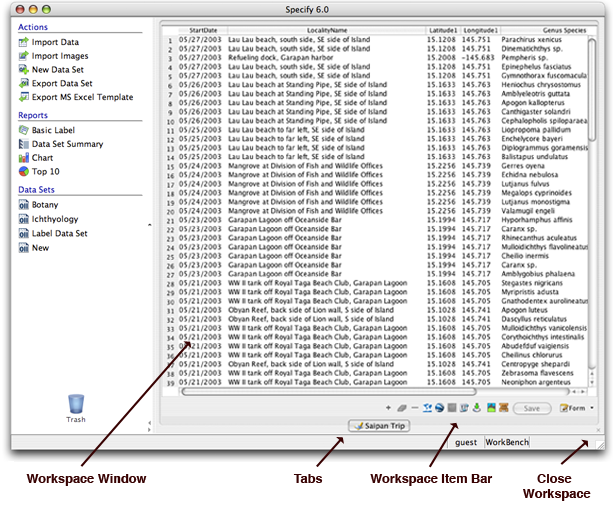 Specify 6.0
Actions
Import Data
Import Images
New Data Set
Export Data Set
Export MS Excel Template
Reports
Basic Label
Data Set Summary
Chart
Top 10
Data Sets
Botany
Ichthyology
Label Data Set
New
Trash
StartDate LocalityName Latitude1 Longitude1 Genus Species
1 05/27/2003 Lau Lau beach, south side, SE side of Island 15.1208 145.751 Parachirus xenicus
2 05/27/2003 Lau Lau beach, south side, SE side of Island 15.1208 145.751 Dinematichthys sp.
3 05/27/2003 Refueling dock, Garapan harbor 15.2008 -145.683 Pempheris sp.
4 05/27/2003 Lau Lau beach, south side, SE side of Island 15.1208 145.751 Epinephelus fasciatus
5 05/27/2003 Lau Lau beach, south side, SE side of Island 15.1208 145.751 Gymnothorax fuscomacula
6 05/26/2003 Lau Lau beach at Standing Pipe, SE side of Island 15.1633 145.763 Heniochus chrysostomus
7 05/26/2003 Lau Lau beach at Standing Pipe, SE side of Island 15.1633 145.763 Amblyeleotris guttata
8 05/26/2003 Lau Lau beach at Standing Pipe, SE side of Island 15.1633 145.763 Apogon kallopterus
9 05/26/2003 Lau Lau beach at Standing Pipe, SE side of Island 15.1633 145.763 Canthigaster solandri
10 05/26/2003 Lau Lau beach at Standing Pipe, SE side of Island 15.1633 145.763 Cephalopholis spiloparaea
11 05/25/2003 Lau Lau beach to far left, SE side of Island 15.1633 145.763 Liopropoma pallidum
12 05/25/2003 Lau Lau beach to far left, SE side of Island 15.1633 145.763 Enchelycore bayeri
13 05/25/2003 Lau Lau beach to far left, SE side of Island 15.1633 145.763 Diplogrammus goramensis
14 05/25/2003 Lau Lau beach to far left, SE side of Island 15.1633 145.763 Balistapus undulatus
15 05/24/2003 Mangrove at Division of Fish and Wildlife Offices 15.2256 145.739 Gerres oyena
16 05/24/2003 Mangrove at Division of Fish and Wildlife Offices 15.2256 145.739 Echidna nebulosa
17 05/24/2003 Mangrove at Division of Fish and Wildlife Offices 15.2256 145.739 Lutjanus fulvus
18 05/24/2003 Mangrove at Division of Fish and Wildlife Offices 15.2256 145.739 Megalops cyprinoides
19 05/24/2003 Mangrove at Division of Fish and Wildlife Offices 15.2256 145.739 Lutjanus monostigma
20 05/24/2003 Mangrove at Division of Fish and Wildlife Offices 15.2256 145.739 Valamugil engeli
21 05/23/2003 Garapan Lagoon off Oceanside Bar 15.1994 145.717 Hyporhamphus affinis
22 05/23/2003 Garapan Lagoon off Oceanside Bar 15.1994 145.717 Caranx sp.
23 05/23/2003 Garapan Lagoon off Oceanside Bar 15.1994 145.717 Rhinecanthus aculeatus
24 05/23/2003 Garapan Lagoon off Oceanside Bar 15.1994 145.717 Mulloidichthys flavolineatus
25 05/23/2003 Garapan Lagoon off Oceanside Bar 15.1994 145.717 Cheilio inermis
26 05/23/2003 Garapan Lagoon off Oceanside Bar 15.1994 145.717 Caranx sp.
27 05/23/2003 Garapan Lagoon off Oceanside Bar 15.1994 145.717 Amblygobius phalaena
28 05/21/2003 WW II tank off Royal Taga Beach Club, Garapan Lagoon 15.1608 145.705 Stegastes nigricans
29 05/21/2003 WW II tank off Royal Taga Beach Club, Garapan Lagoon 15.1608 145.705 Myripristis adusta
30 05/21/2003 WW II tank off Royal Taga Beach Club, Garapan Lagoon 15.1608 145.705 Gnathodentex aurolineatus
31 05/21/2003 Obyan Reef, back side of Lion wall, S side of island 15.1028 145.741 Apogon luteus
32 05/21/2003 Obyan Reef, back side of Lion wall, S side of island 15.1028 145.741 Dascyllus reticulatus
33 05/21/2003 WW II tank off Royal Taga Beach Club, Garapan Lagoon 15.1608 145.705 Mulloidichthys vanicolensis
34 05/21/2003 WW II tank off Royal Taga Beach Club, Garapan Lagoon 15.1608 145.705 Corythoichthys intestinalis
35 05/21/2003 WW II tank off Royal Taga Beach Club, Garapan Lagoon 15.1608 145.705 Abudefduf vaigiensis
36 05/21/2003 WW II tank off Royal Taga Beach Club, Garapan Lagoon 15.1608 145.705 Cheilinus chlorurus
37 05/21/2003 Obyan Reef, back side of Lion wall, S side of island 15.1028 145.741 Centropyge shepardi
38 05/21/2003 WW II tank off Royal Taga Beach Club, Garapan Lagoon 15.1608 145.705 Zebrasoma flavescens
39 05/21/2003 WW II tank off Royal Taga Beach Club, Garapan Lagoon 15.1608 145.705 Neoniphon argenteus
Save Form
Saipan Trip
guest WorkBench
Workspace Window
Tabs
Workspace Item Bar
Close
Workspace